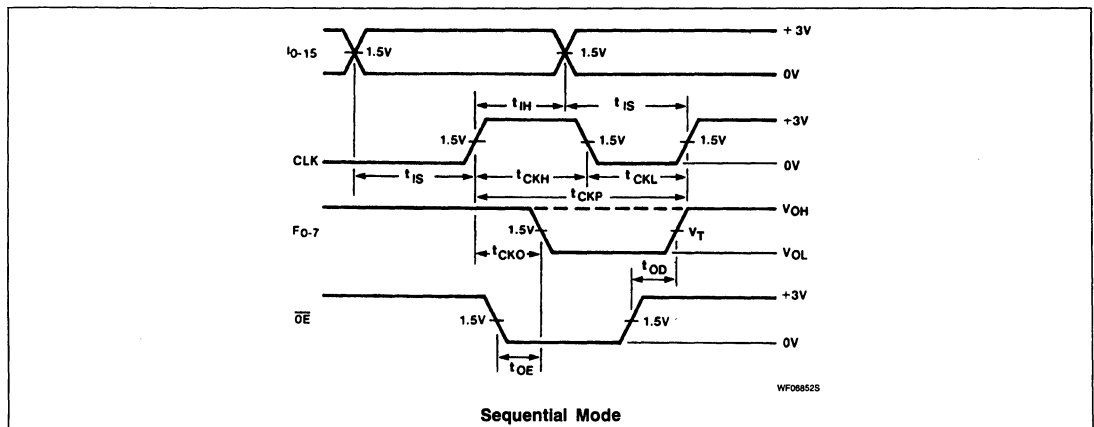 +3V
I0-15
1.5V
1.5V
0V
tIH
tIS
+3V
1.5V
1.5V
1.5V
CLK
0V
tIS
tCKH
tCKL
tCKP
VOH
F0-7
1.5V
VT
tCKO
VOL
tOD
+3V
OE
1.5V
1.5V
0V
tOE
WF06852S
Sequential Mode